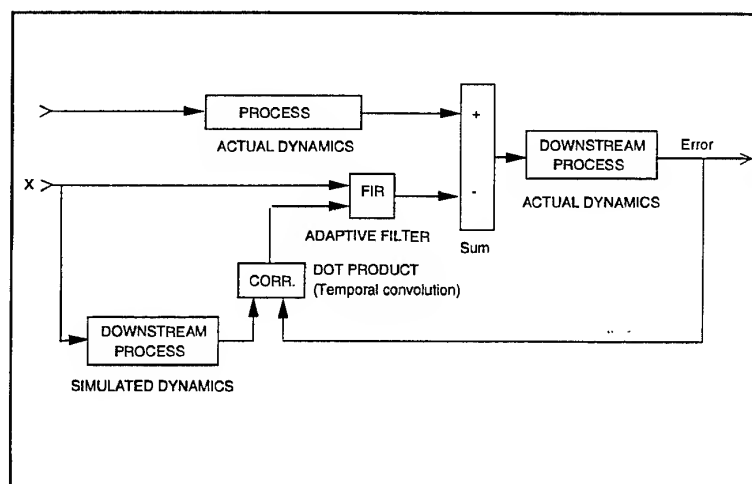 PROCESS
ACTUAL DYNAMICS
+
-
Sum
DOWNSTREAM
PROCESS
ACTUAL DYNAMICS
Error
X
FIR
ADAPTIVE FILTER
CORR.
DOT PRODUCT
(Temporal convolution)
DOWNSTREAM
PROCESS
SIMULATED DYNAMICS